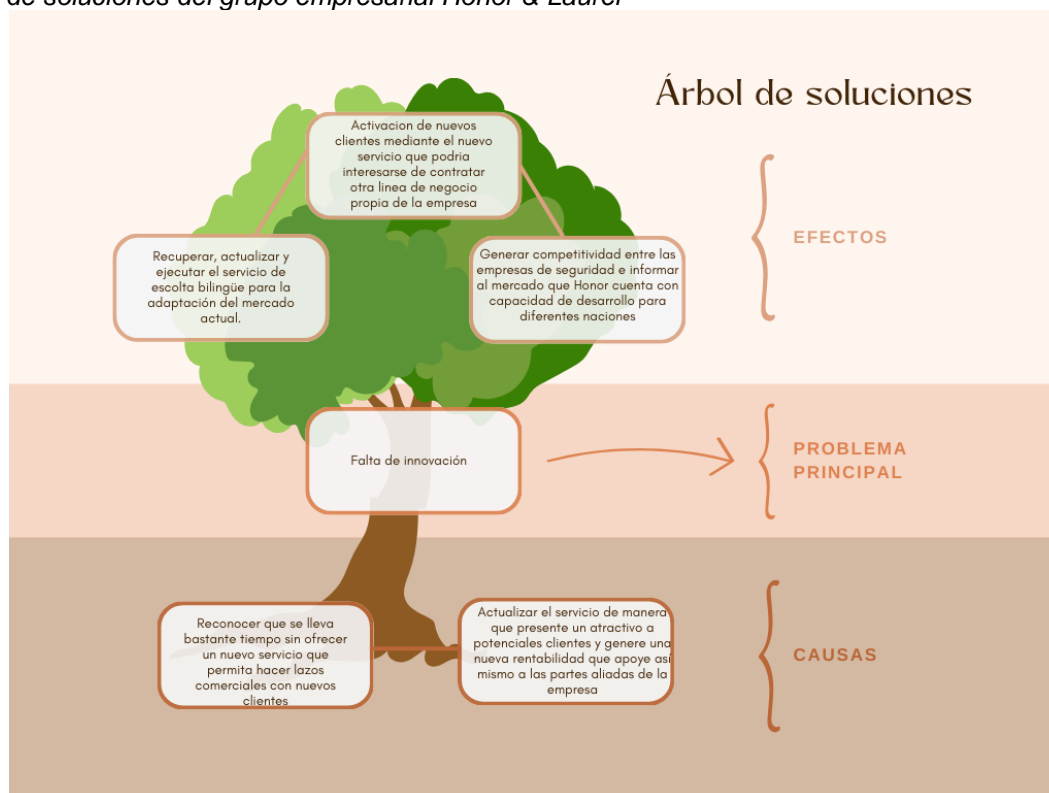 de soluciones del grupo empresarial Honor & Laurel
Árbol de soluciones
Activacion de nuevos
clientes mediante el nuevo
servicio que podria
interesarse de contratar
otra linea de negocio
propia de la empresa
EFECTOS
Recuperar, actualizar y
ejecutar el servicio de
escolta bilingüe para la
adaptación del mercado
actual.
Generar competitividad entre las
empresas de seguridad e informar
al mercado que Honor cuenta con
capacidad de desarrollo para
diferentes naciones
Falta de innovación
PROBLEMA
PRINCIPAL
Reconocer que se lleva
bastante tiempo sin ofrecer
un nuevo servicio que
permita hacer lazos
comerciales con nuevos
clientes
Actualizar el servicio de manera
que presente un atractivo a
potenciales clientes y genere una
nueva rentabilidad que apoye asi
mismo a las partes aliadas de la
empresa
CAUSAS